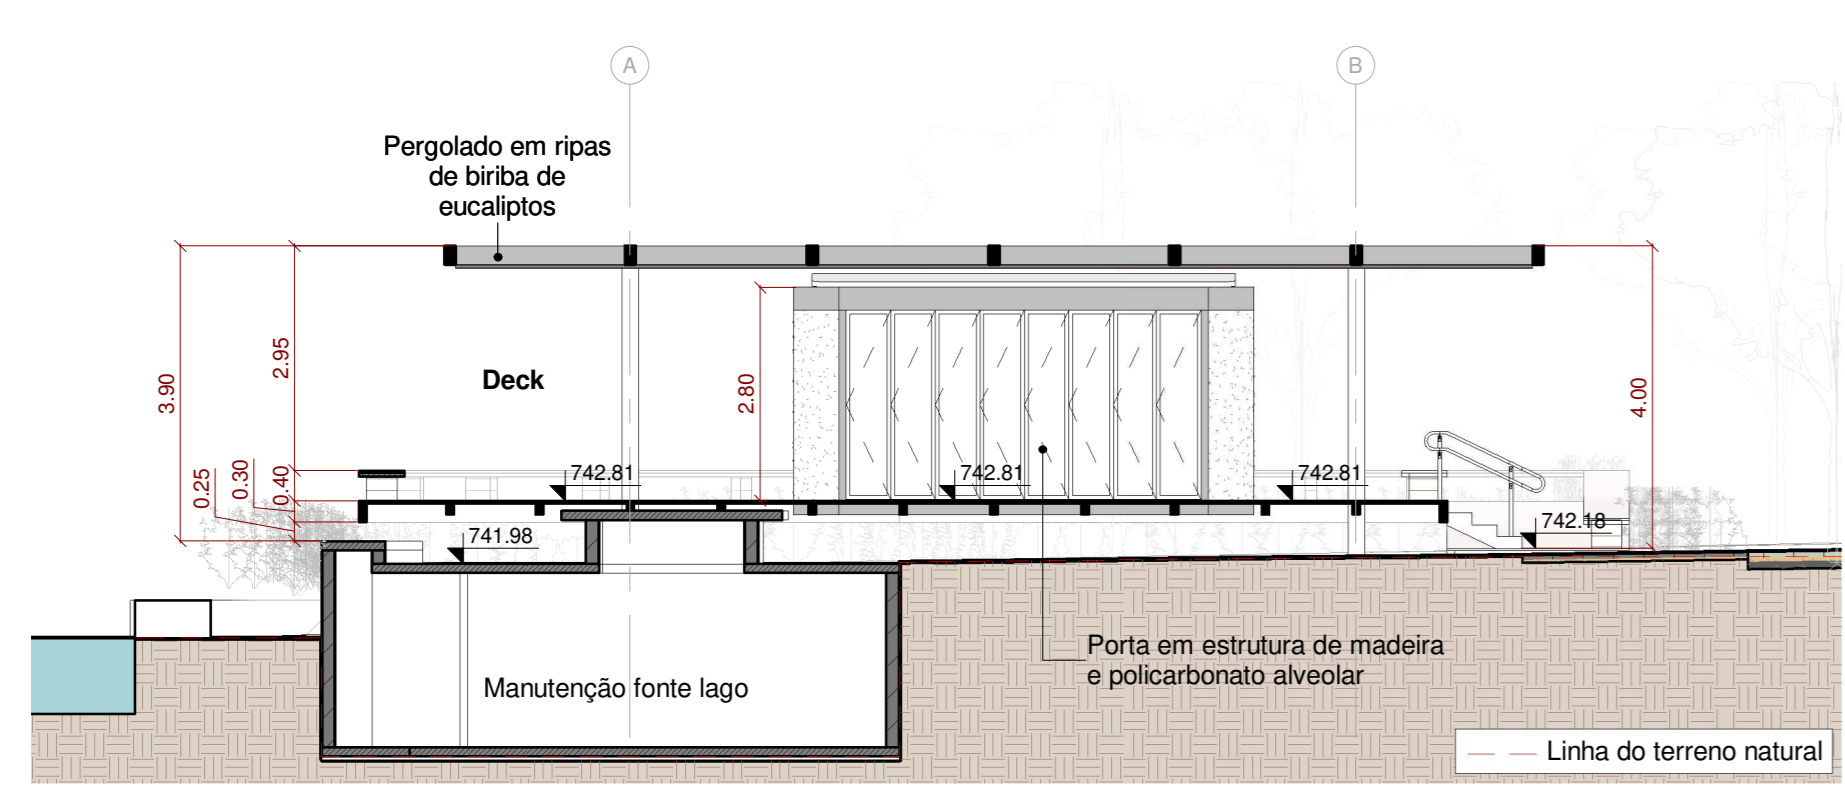 A
B
Pergolado em ripas
de biriba de
eucaliptos
3.90
2.95
0.25
0.30
0.40
Deck
2.80
4.00
742.81
742.81
742.81
741.98
742.18
Manutenção fonte lago
Porta em estrutura de madeira
e policarbonato alveolar
Linha do terreno natural